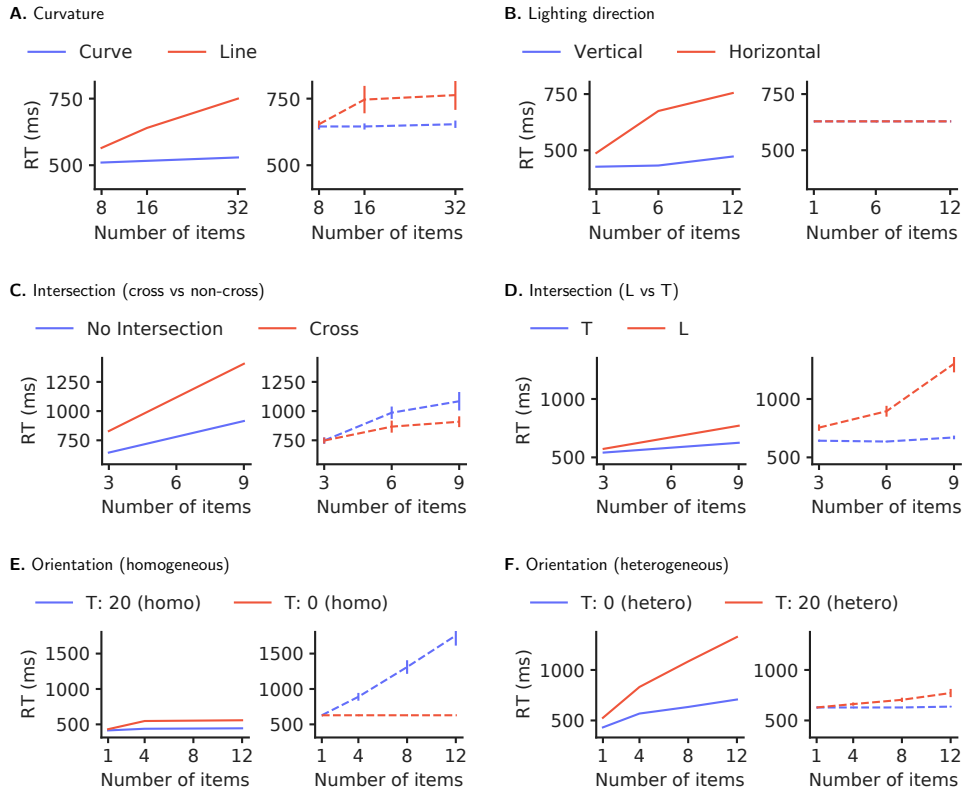 A. Curvature
B. Lighting direction
Curve Line
Vertical Horizontal
RT (ms)
750
500
8 16 32
Number of items
750
500
8 16 32
Number of items
RT (ms)
750
500
1 6 12
Number of items
750
500
1 6 12
Number of items
C. Intersection (cross vs non-cross)
D. Intersection (L vs T)
No Intersection Cross
T L
RT (ms)
1250
1000
750
3 6 9
Number of items
1250
1000
750
3 6 9
Number of items
RT (ms)
1000
500
3 6 9
Number of items
1000
500
3 6 9
Number of items
E. Orientation (homogeneous)
F. Orientation (heterogeneous)
T: 20 (homo) T: 0 (homo)
T: 0 (hetero) T: 20 (hetero)
RT (ms)
1500
1000
500
1 4 8 12
Number of items
1500
1000
500
1 4 8 12
Number of items
RT (ms)
1000
500
1 4 8 12
Number of items
1000
500
1 4 8 12
Number of items